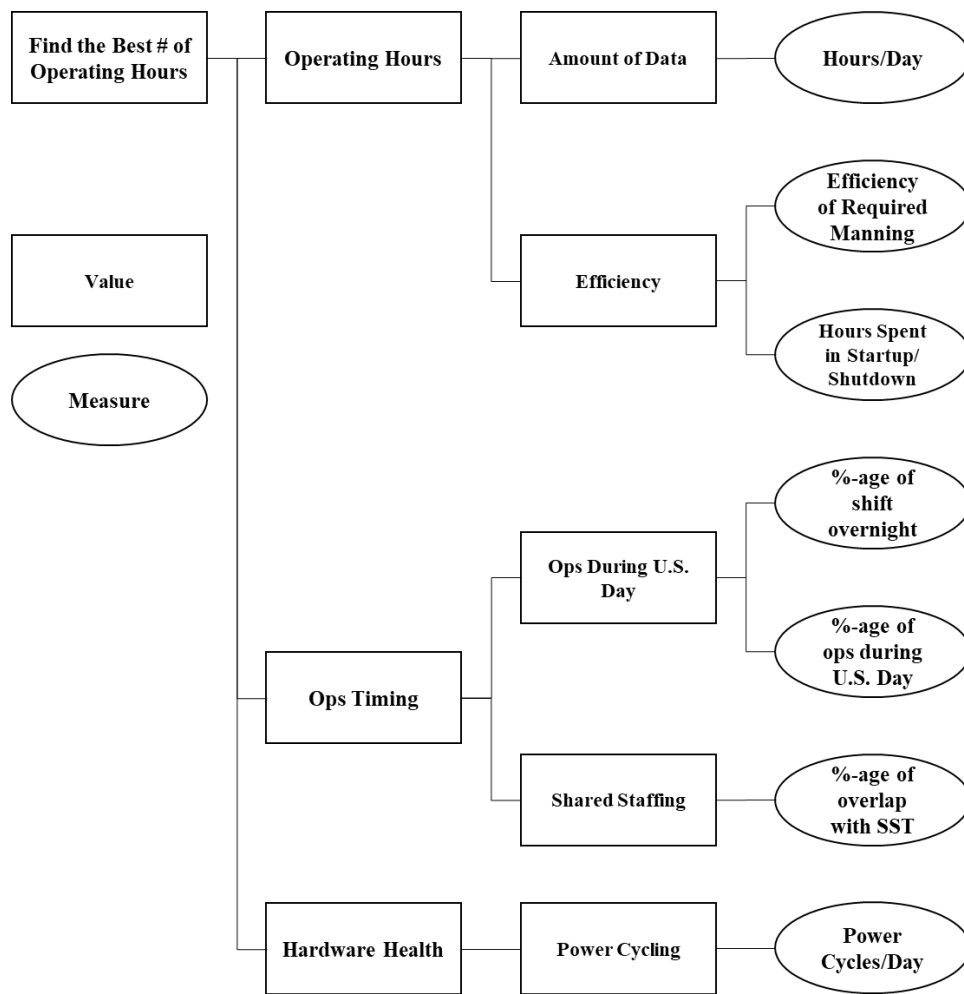 Find the Best # of
Operating Hours
Operating Hours
Amount of Data
Hours/Day
Efficiency
of Required
Manning
Value
Efficiency
Hours Spent
in Startup/
Shutdown
Measure
%-age of
shift
overnight
Ops During U.S.
Day
%-age of
ops during
U.S. Day
Ops Timing
Shared Staffing
%-age of
overlap
with SST
Hardware Health
Power Cycling
Power
Cycles/Day